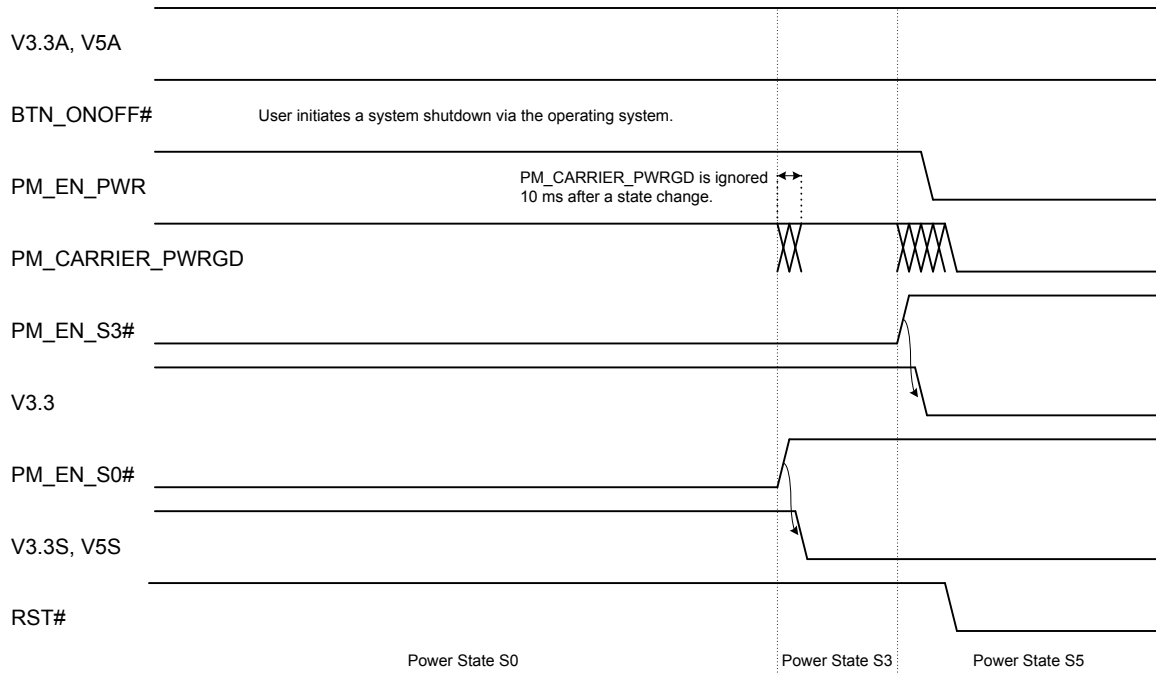 V3.3A, V5A
BTN_ONOFF#
User initiates a system shutdown via the operating system.
PM_EN_PWR
PM_CARRIER_PWRGD is ignored
10 ms after a state change.
PM_CARRIER_PWRGD
PM_EN_S3#
V3.3
PM_EN_S0#
V3.3S, V5S
RST#
Power State S0
Power State S3
Power State S5